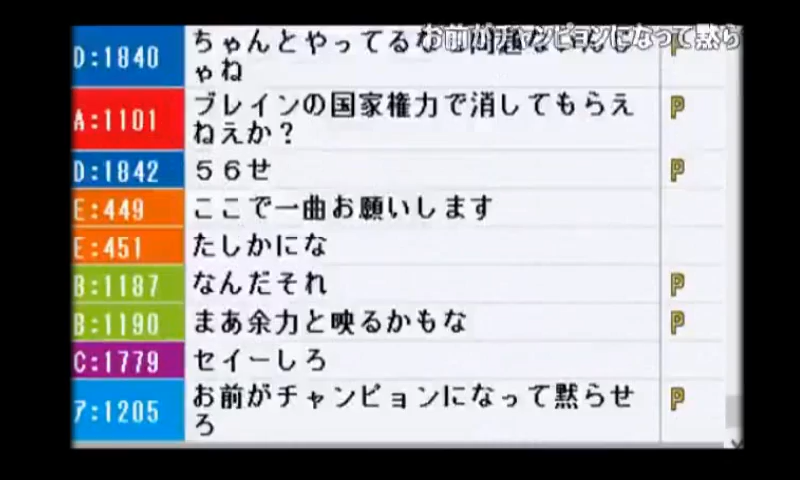 お前がチャンピョンになって黙ら
D:1840
ちゃんとやってるな
ゃね
A:1101
ブレインの国家権力で消してもらえ
ねえか？
P
D:1842
５６せ
P
E:449
ここで一曲お願いします
E:451
たしかにな
B:1187
なんだそれ
P
B:1190
まあ余力と映るかもな
P
C:1779
セイーしろ
ア:1205
お前がチャンピョンになって黙らせ
ろ
P